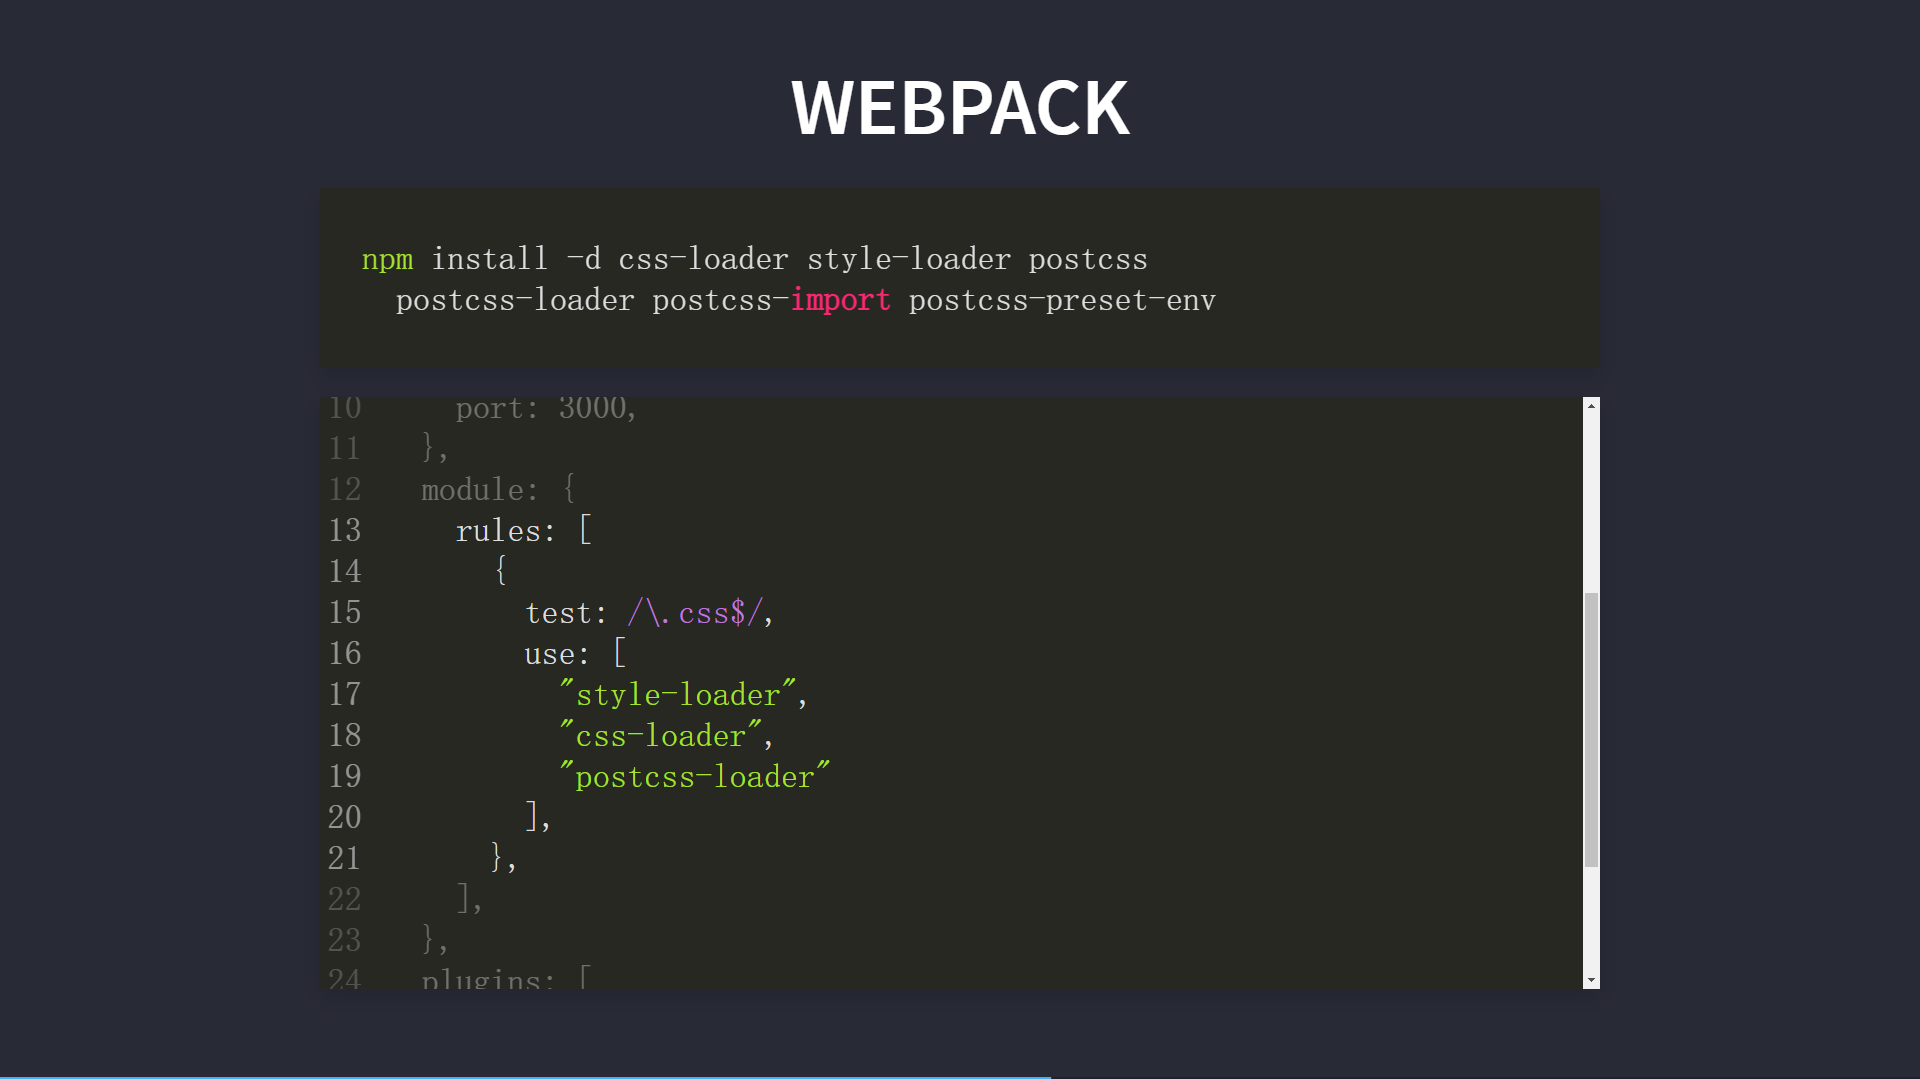 WEBPACK
npm install -d css-loader style-loader postcss
  postcss-loader postcss-import postcss-preset-env
10     port: 3000,
11   },
12   module: {
13     rules: [
14       {
15         test: /\.css$/,
16         use: [
17           "style-loader",
18           "css-loader",
19           "postcss-loader"
20         ],
21       },
22     ],
23   },
24   plugins: [